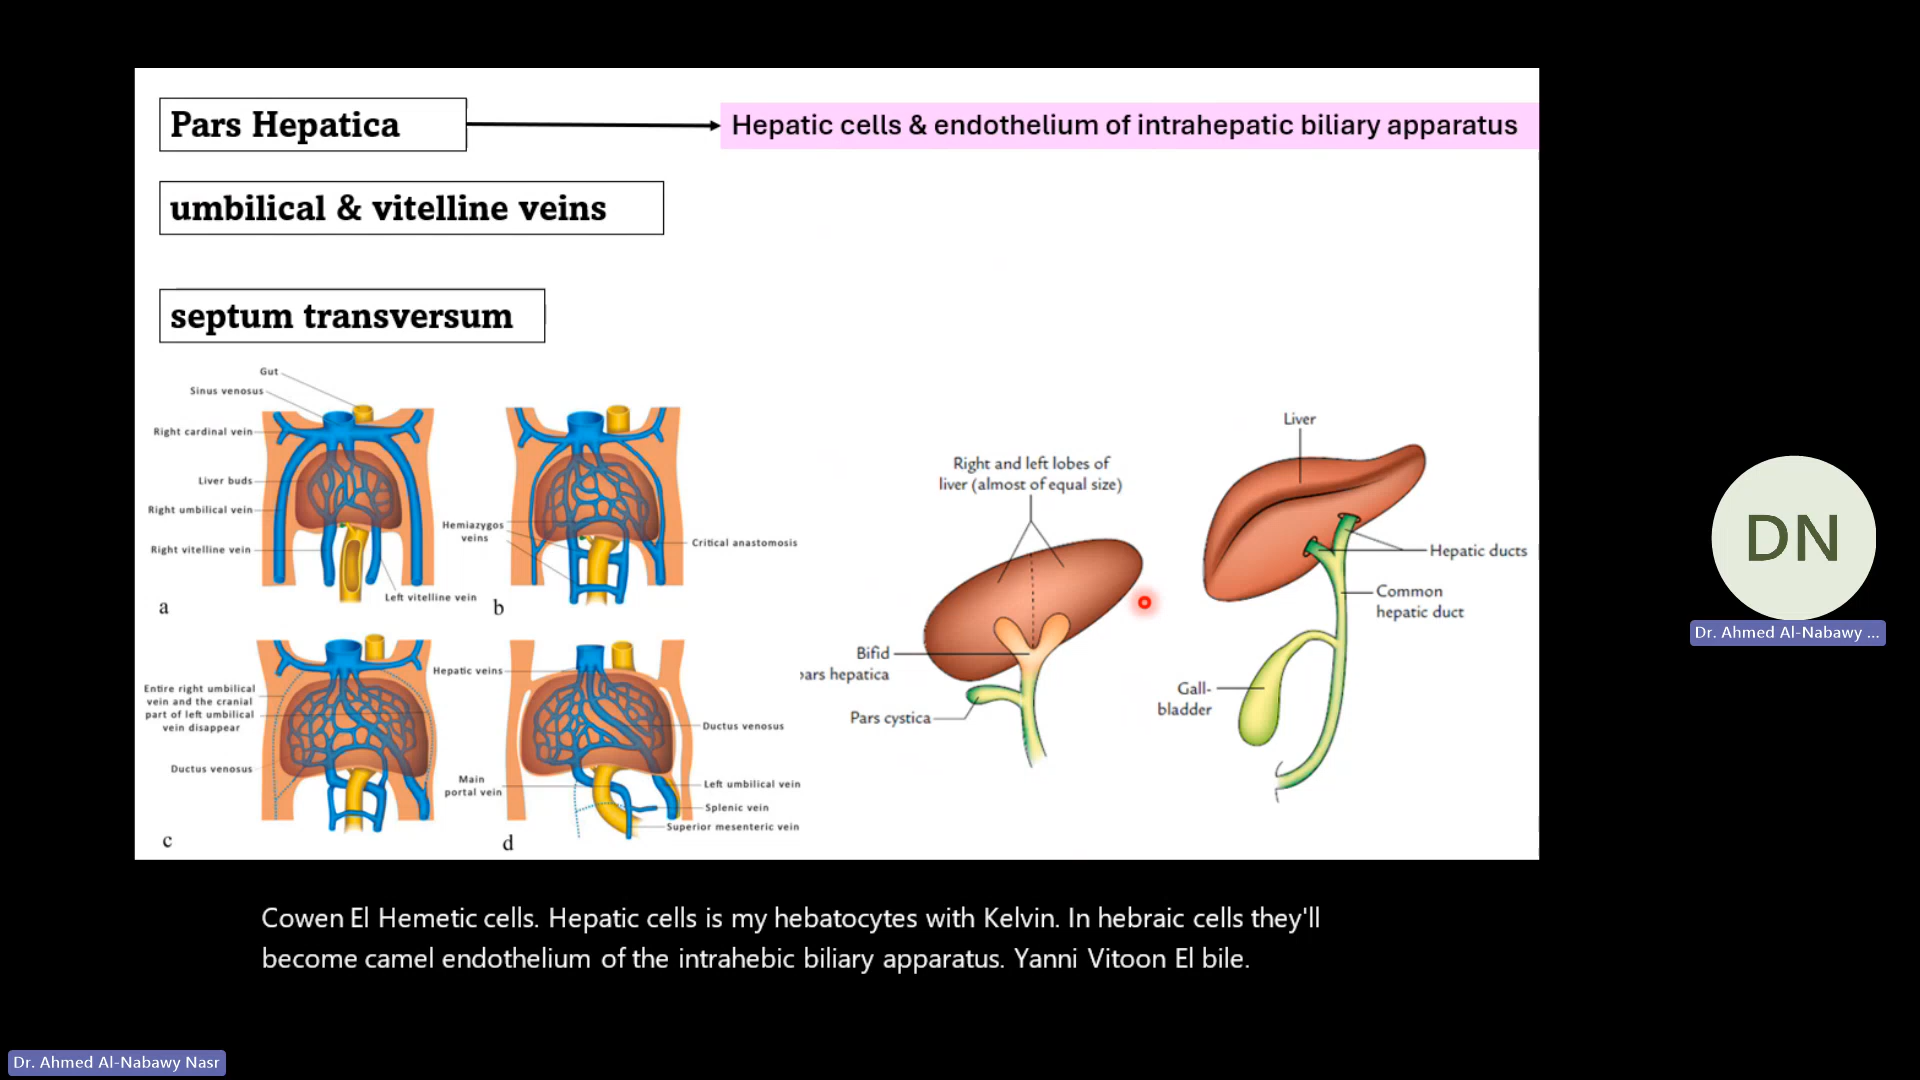 Pars Hepatica
Hepatic cells & endothelium of intrahepatic biliary apparatus
umbilical & vitelline veins
septum transversum
Gut
Sinus venosus
Right cardinal vein
Liver buds
Right umbilical vein
Right vitelline vein
Left vitelline vein
a
Hemiazygos
veins
Critical anastomosis
b
Entire right umbilical
vein and the cranial
part of left umbilical
vein disappear
Ductus venosus
c
Hepatic veins
Ductus venosus
Main
portal vein
Left umbilical vein
Splenic vein
Superior mesenteric vein
d
Right and left lobes of
liver (almost of equal size)
Bifid
pars hepatica
Pars cystica
Liver
Hepatic ducts
Common
hepatic duct
Gall-
bladder
DN
Dr. Ahmed Al-Nabawy ...
Cowen El Hemetic cells. Hepatic cells is my hebatocytes with Kelvin. In hebraic cells they'll
become camel endothelium of the intrahebic biliary apparatus. Yanni Vitoon El bile.
Dr. Ahmed Al-Nabawy Nasr